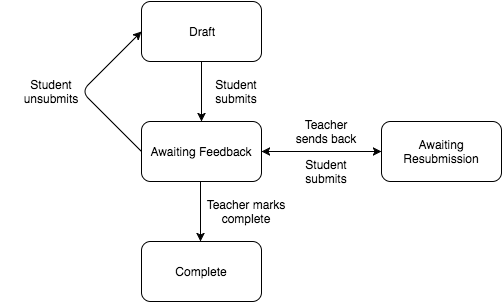 Draft
Student
unsubmits
Student
submits
Teacher
sends back
Awaiting Feedback
Awaiting
Resubmission
Student
submits
Teacher marks
complete
Complete